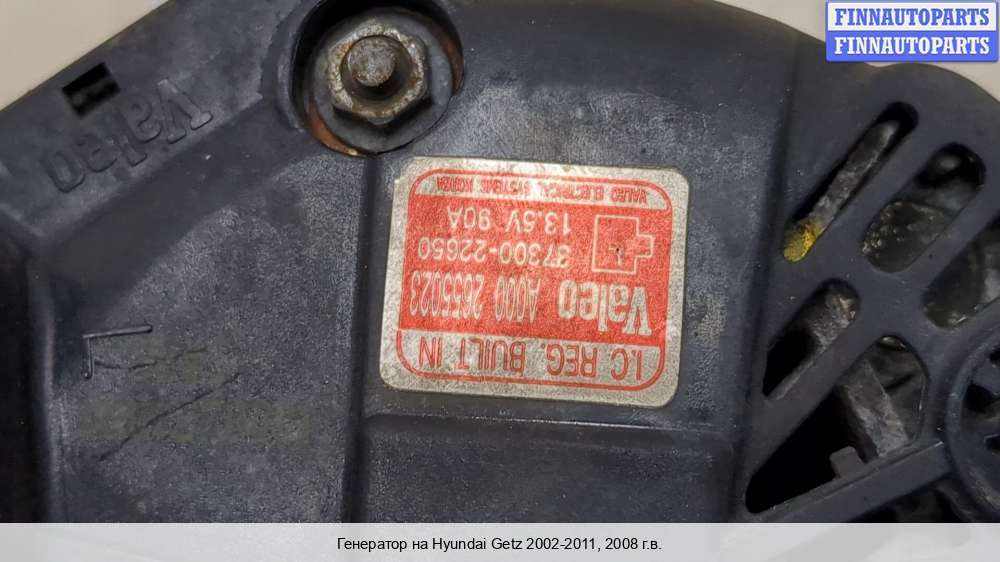 FINNAUTOPARTS
FINNAUTOPARTS
Valeo
I.C REG. BUILT IN
Valeo A000 2655023
37300-22650
13.5V 90A
VALEO ELECTRICAL SYSTEMS KOREA
Генератор на Hyundai Getz 2002-2011, 2008 г.в.